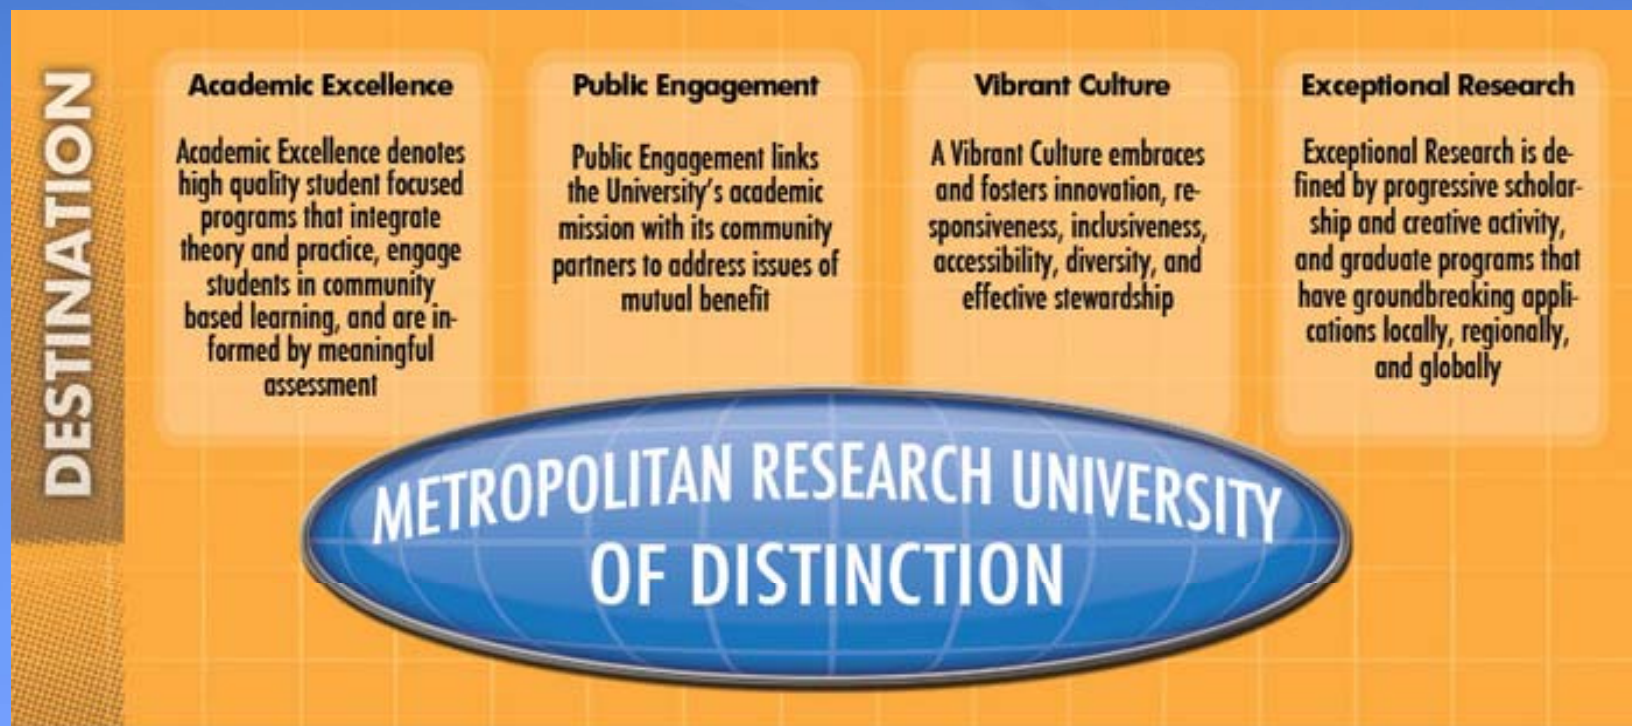 DESTINATION
Academic Excellence
Academic Excellence denotes
high quality student focused
programs that integrate
theory and practice, engage
students in community
based learning, and are in-
formed by meaningful
assessment
Public Engagement
Public Engagement links
the University's academic
mission with its community
partners to address issues of
mutual benefit
Vibrant Culture
A Vibrant Culture embraces
and fosters innovation, re-
sponsiveness, inclusiveness,
accessibility, diversity, and
effective stewardship
Exceptional Research
Exceptional Research is de-
fined by progressive scholar-
ship and creative activity,
and graduate programs that
have groundbreaking appli-
cations locally, regionally,
and globally
METROPOLITAN RESEARCH UNIVERSITY
OF DISTINCTION